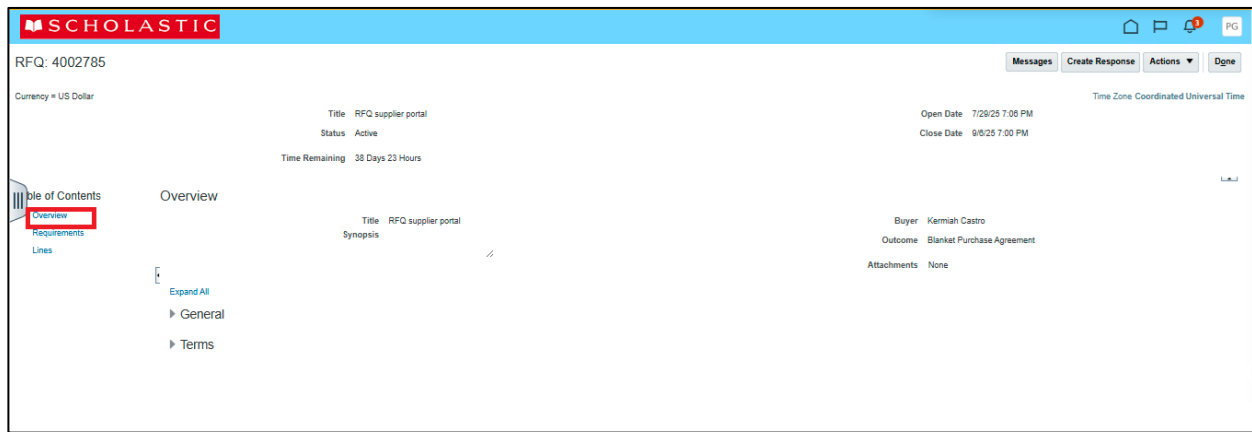 SCHOLASTIC
1
PG
RFQ: 4002785
Messages Create Response Actions Done
Currency = US Dollar
Time Zone Coordinated Universal Time
Title RFQ supplier portal
Open Date 7/29/25 7:06 PM
Status Active
Close Date 9/6/25 7:00 PM
Time Remaining 38 Days 23 Hours
ble of Contents
Overview
Requirements
Lines
Overview
Title RFQ supplier portal
Synopsis
Buyer Kermiah Castro
Outcome Blanket Purchase Agreement
Attachments None
Expand All
General
Terms